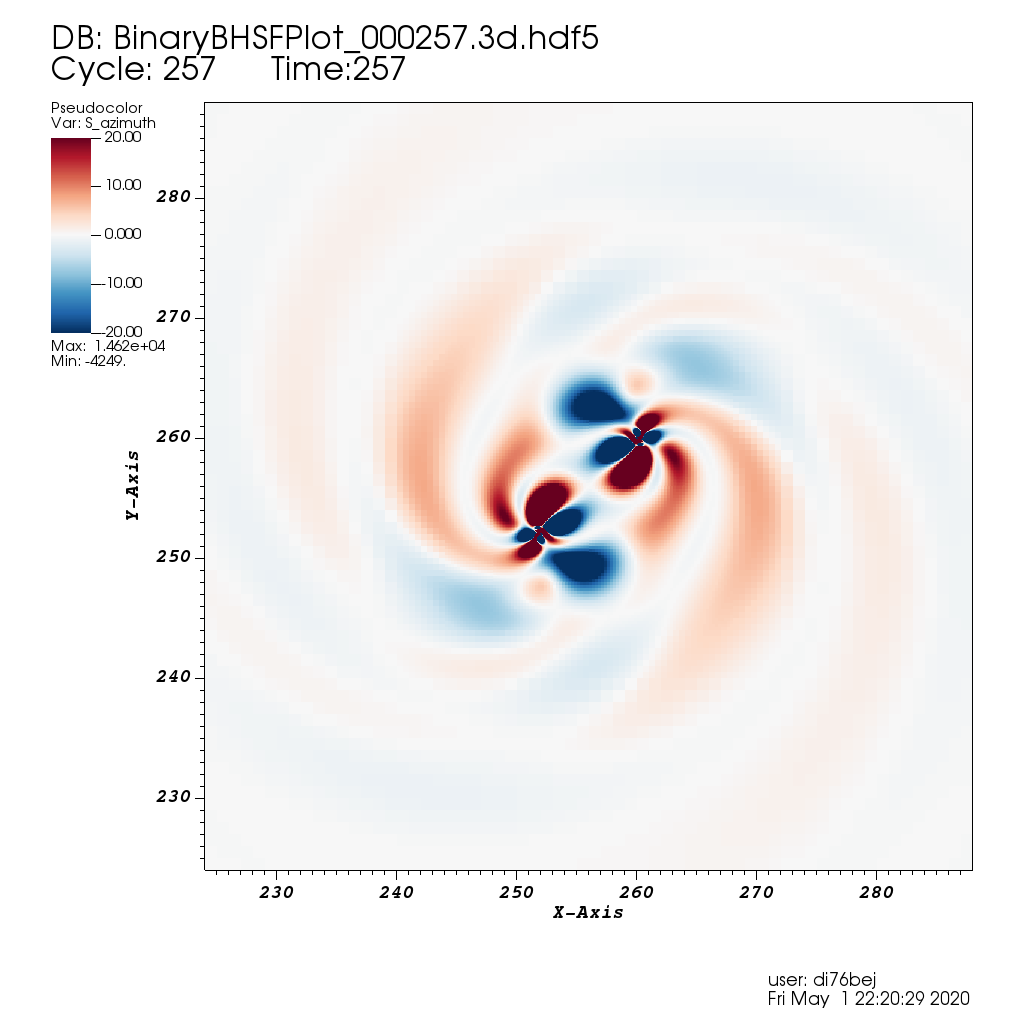 DB: BinaryBHSFPlot_000257.3d.hdf5
Cycle: 257 Time:257
Pseudocolor
Var: S_azimuth
20.00
10.00
0.000
-10.00
-20.00
Max: 1.462e+04
Min: -4249.
280
270
260
250
240
230
Y-Axis
230 240 250 260 270 280
X-Axis
user: di76bej
Fri May 1 22:20:29 2020